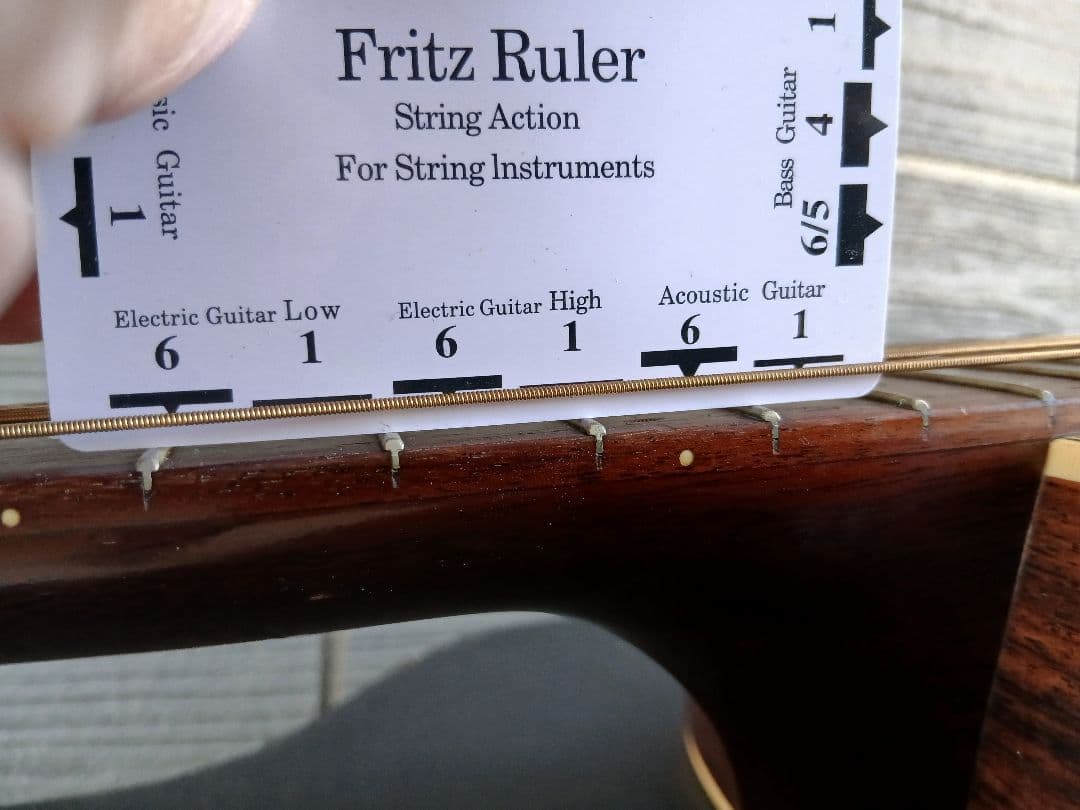 Fritz Ruler
String Action
For String Instruments
Guitar
1
Bass Guitar
1
4
6/5
Electric Guitar Low
6 1
Electric Guitar High
6 1
Acoustic Guitar
6 1